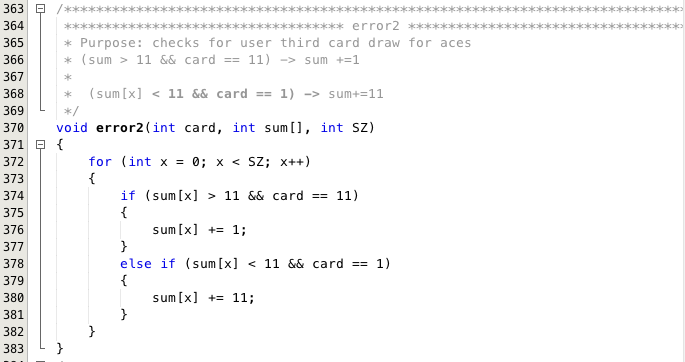 363 /******************************************************************************
364 *********************************** error2 ***********************************
365 * Purpose: checks for user third card draw for aces
366 * (sum > 11 && card == 11) -> sum +=1
367 *
368 *  (sum[x] < 11 && card == 1) -> sum+=11
369 */
370 void error2(int card, int sum[], int SZ)
371 {
372     for (int x = 0; x < SZ; x++)
373     {
374         if (sum[x] > 11 && card == 11)
375         {
376             sum[x] += 1;
377         }
378         else if (sum[x] < 11 && card == 1)
379         {
380             sum[x] += 11;
381         }
382     }
383 }